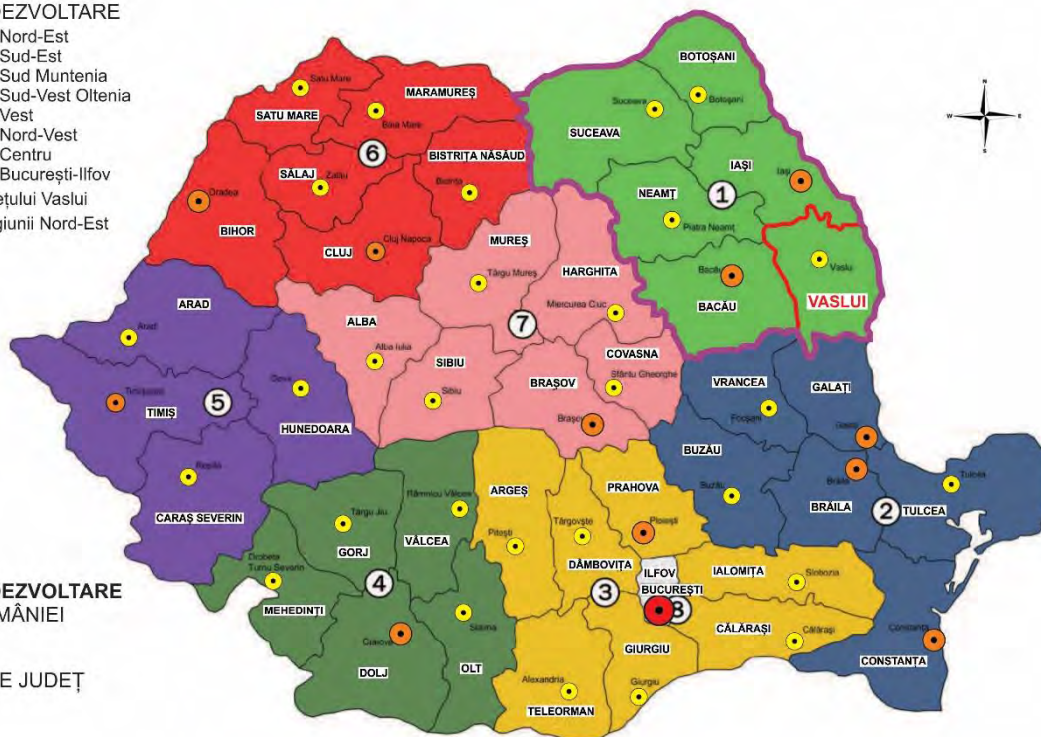 DEZVOLTARE
Nord-Est
Sud-Est
Sud Muntenia
Sud-Vest Oltenia
Vest
Nord-Vest
Centru
București-Ilfov
ețului Vaslui
giunii Nord-Est
BOTOȘANI
Botoșani
Suceava
SUCEAVA
Satu Mare
SATU MARE
MARAMUREȘ
Baia Mare
6
BISTRIȚA NĂSĂUD
Bistrița
SĂLAJ
Zalău
Oradea
BIHOR
CLUJ
Cluj Napoca
IAȘI
Iași
1
NEAMȚ
Piatra Neamț
Bacău
BACĂU
Vaslu
VASLUI
MUREȘ
Târgu Mureș
HARGHITA
Miercurea Ciuc
7
ALBA
Alba Iulia
SIBIU
Sibiu
COVASNA
Sfântu Gheorghe
BRAȘOV
Brașov
ARAD
Arad
Timișoara
TIMIȘ
5
Deva
HUNEDOARA
Reșița
CARAȘ SEVERIN
VRANCEA
Focșani
GALAȚI
Galați
BUZĂU
Buzău
Brăila
BRĂILA
2
Tulcea
TULCEA
Constanța
CONSTANȚA
ARGEȘ
Pitești
PRAHOVA
Ploiești
Târgovște
DÂMBOVIȚA
3
ILFOV
BUCUREȘTI
8
IALOMIȚA
Slobozia
CĂLĂRAȘI
Călărași
GIURGIU
Giurgiu
Alexandria
TELEORMAN
Râmnicu Vâlcea
VÂLCEA
Târgu Jiu
GORJ
Drobeta
Turnu Severin
MEHEDINȚI
4
Craiova
DOLJ
Slatina
OLT
DEZVOLTARE
MÂNIEI
E JUDEȚ
N
W
E
S